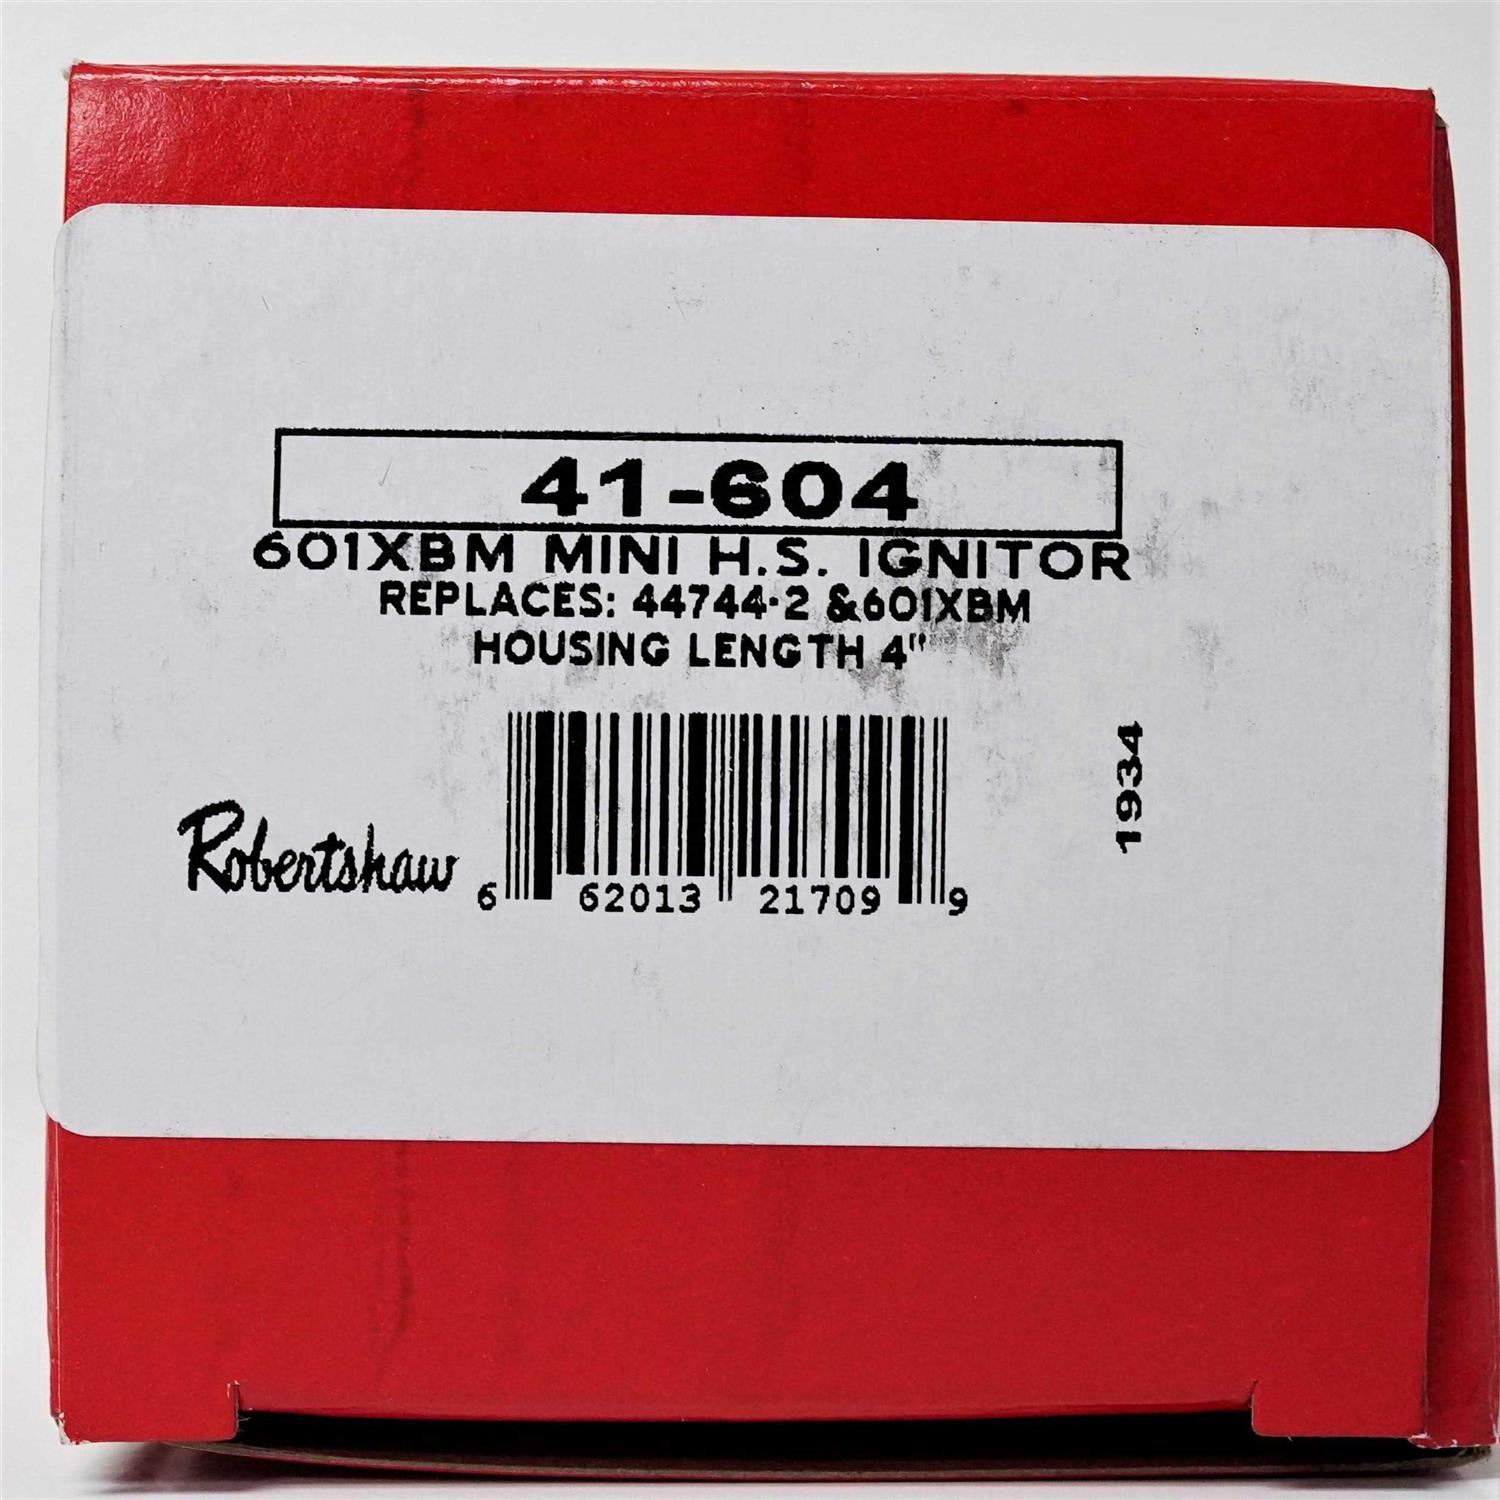 41-604
601XBM MINI H.S. IGNITOR
REPLACES: 44744-2 &601XBM
HOUSING LENGTH 4"
1934
Robertshaw
6 62013 21709 9